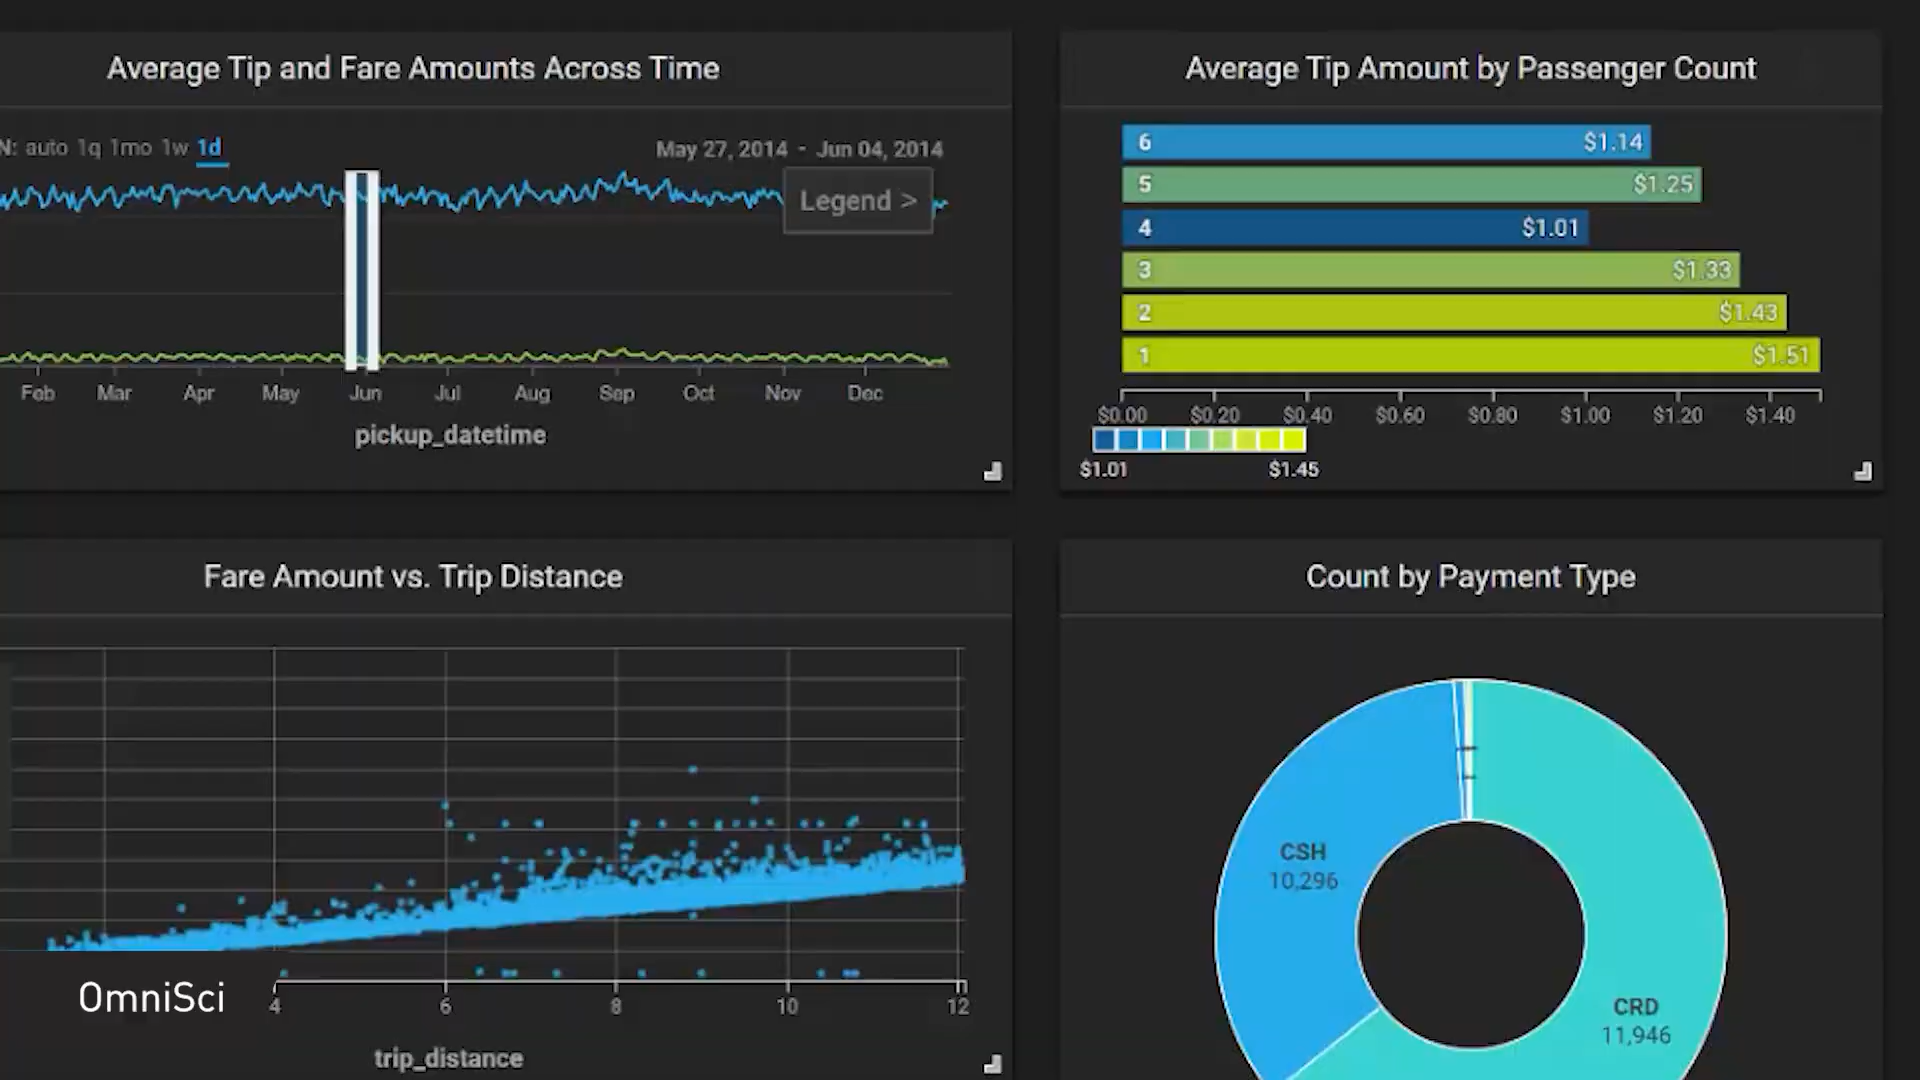 Average Tip and Fare Amounts Across Time
N: auto 1q 1mo 1w 1d
May 27, 2014 - Jun 04, 2014
Legend >
Feb Mar Apr May Jun Jul Aug Sep Oct Nov Dec
pickup_datetime
Average Tip Amount by Passenger Count
6 $1.14
5 $1.25
4 $1.01
3 $1.33
2 $1.43
1 $1.51
$0.00 $0.20 $0.40 $0.60 $0.80 $1.00 $1.20 $1.40
$1.01 $1.45
Fare Amount vs. Trip Distance
4 6 8 10 12
trip_distance
OmniSci
Count by Payment Type
CSH
10,296
CRD
11,946